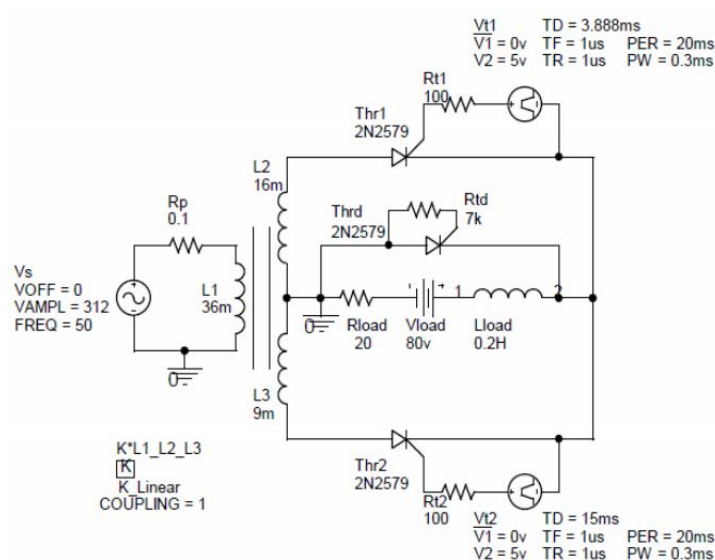 Vt1 TD = 3.888ms
V1 = 0v TF = 1us PER = 20ms
V2 = 5v TR = 1us PW = 0.3ms
Rt1
100
Thr1
2N2579
L2
16m
Rp
0.1
Thrd
2N2579
Rtd
7k
Vs
VOFF = 0
VAMPL = 312
FREQ = 50
L1
36m
1
2
0
Rload
20
Vload
80v
Lload
0.2H
0
L3
9m
K*L1_L2_L3
K
K_Linear
COUPLING = 1
Thr2
2N2579
Rt2
100
Vt2 TD = 15ms
V1 = 0v TF = 1us PER = 20ms
V2 = 5v TR = 1us PW = 0.3ms